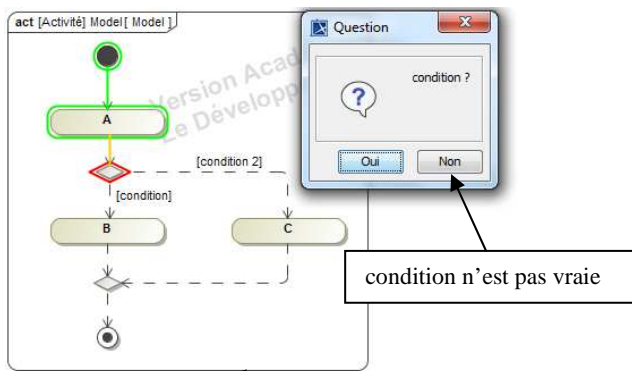 act [Activité] Model[ Model ]
Version Acad
Le Développ
A
[condition 2]
[condition]
B
C
Question
condition ?
Oui
Non
condition n’est pas vraie